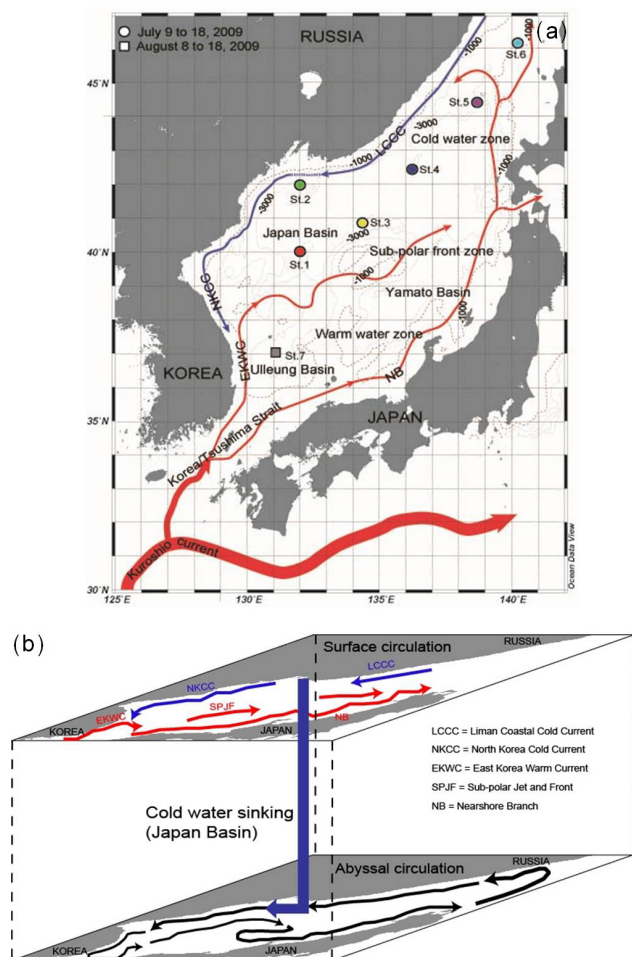 (a)
July 9 to 18, 2009
August 8 to 18, 2009
RUSSIA
-1000
-1000
St.6
45°N
St.5
-3000
Cold water zone
LCCC
-1000
St.4
-1000
St.2
-3000
St.3
Japan Basin
-3000
40°N
Sub-polar front zone
St.1
NKCC
-1000
Yamato Basin
-1000
Warm water zone
St.7
KOREA
EKWC
Ulleung Basin
NB
35°N
JAPAN
Korea/Tsushima Strait
Kuroshio current
Ocean Data View
30°N
125°E
130°E
135°E
140°E
(b)
Surface circulation
RUSSIA
LCCC
NKCC
SPJF
EKWC
NB
KOREA
JAPAN
LCCC = Liman Coastal Cold Current
NKCC = North Korea Cold Current
EKWC = East Korea Warm Current
SPJF = Sub-polar Jet and Front
NB = Nearshore Branch
Cold water sinking
(Japan Basin)
Abyssal circulation
RUSSIA
KOREA
JAPAN